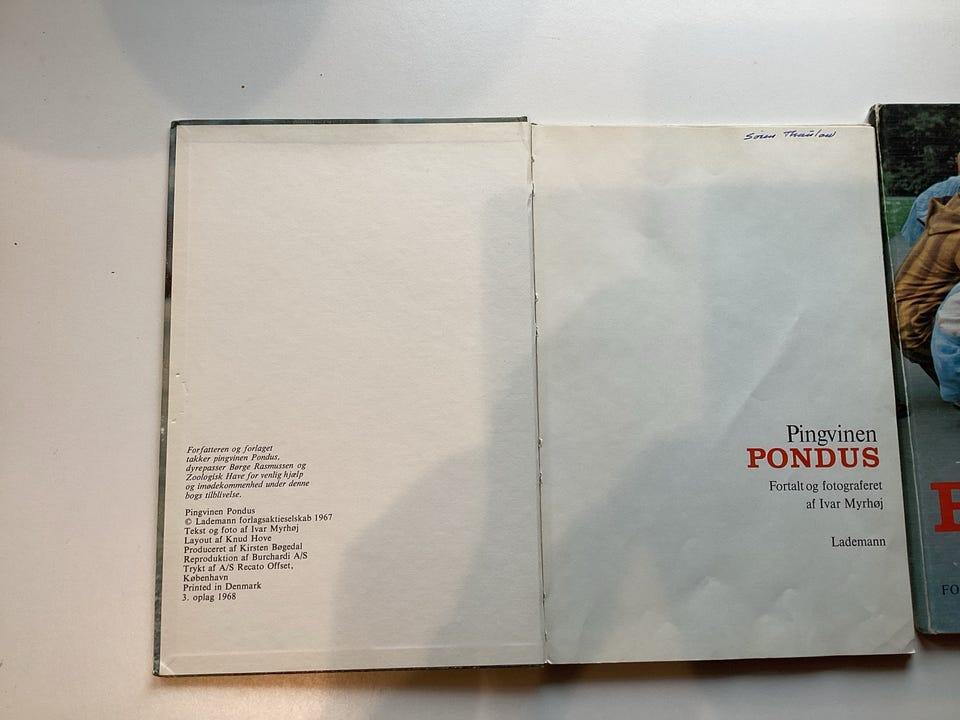 Forfatteren og forlaget
takker pingvinen Pondus,
dyrepasser Børge Rasmussen og
Zoologisk Have for venlig hjælp
og imødekommenhed under denne
bogs tilblivelse.
Pingvinen Pondus
© Lademann forlagsaktieselskab 1967
Tekst og foto af Ivar Myrhøj
Layout af Knud Hove
Produceret af Kirsten Bøgedal
Reproduktion af Burchardi A/S
Trykt af A/S Recato Offset,
København
Printed in Denmark
3. oplag 1968
Søren Thaulow
Pingvinen
PONDUS
Fortalt og fotograferet
af Ivar Myrhøj
Lademann
FO